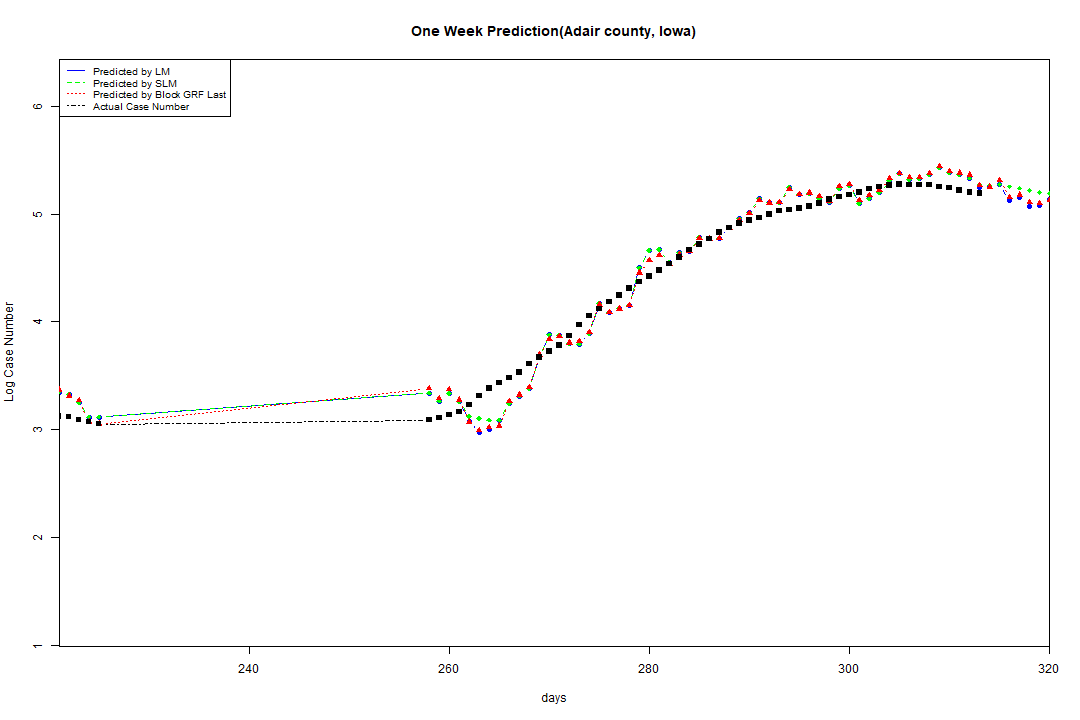 One Week Prediction(Adair county, Iowa)
Predicted by LM
Predicted by SLM
Predicted by Block GRF Last
Actual Case Number
6
5
4
3
2
1
Log Case Number
240 260 280 300 320
days